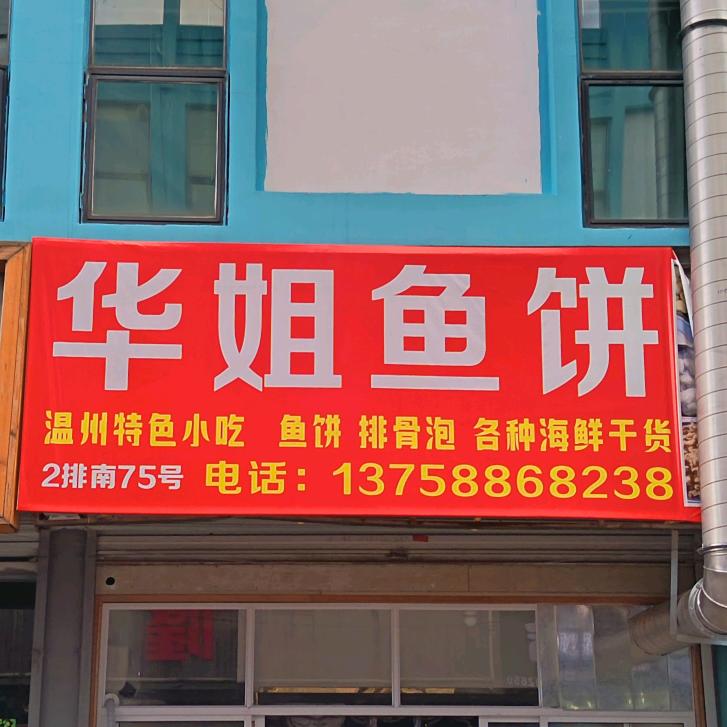 华姐鱼饼
温州特色小吃 鱼饼 排骨泡 各种海鲜干货
2排南75号 电话：13758868238